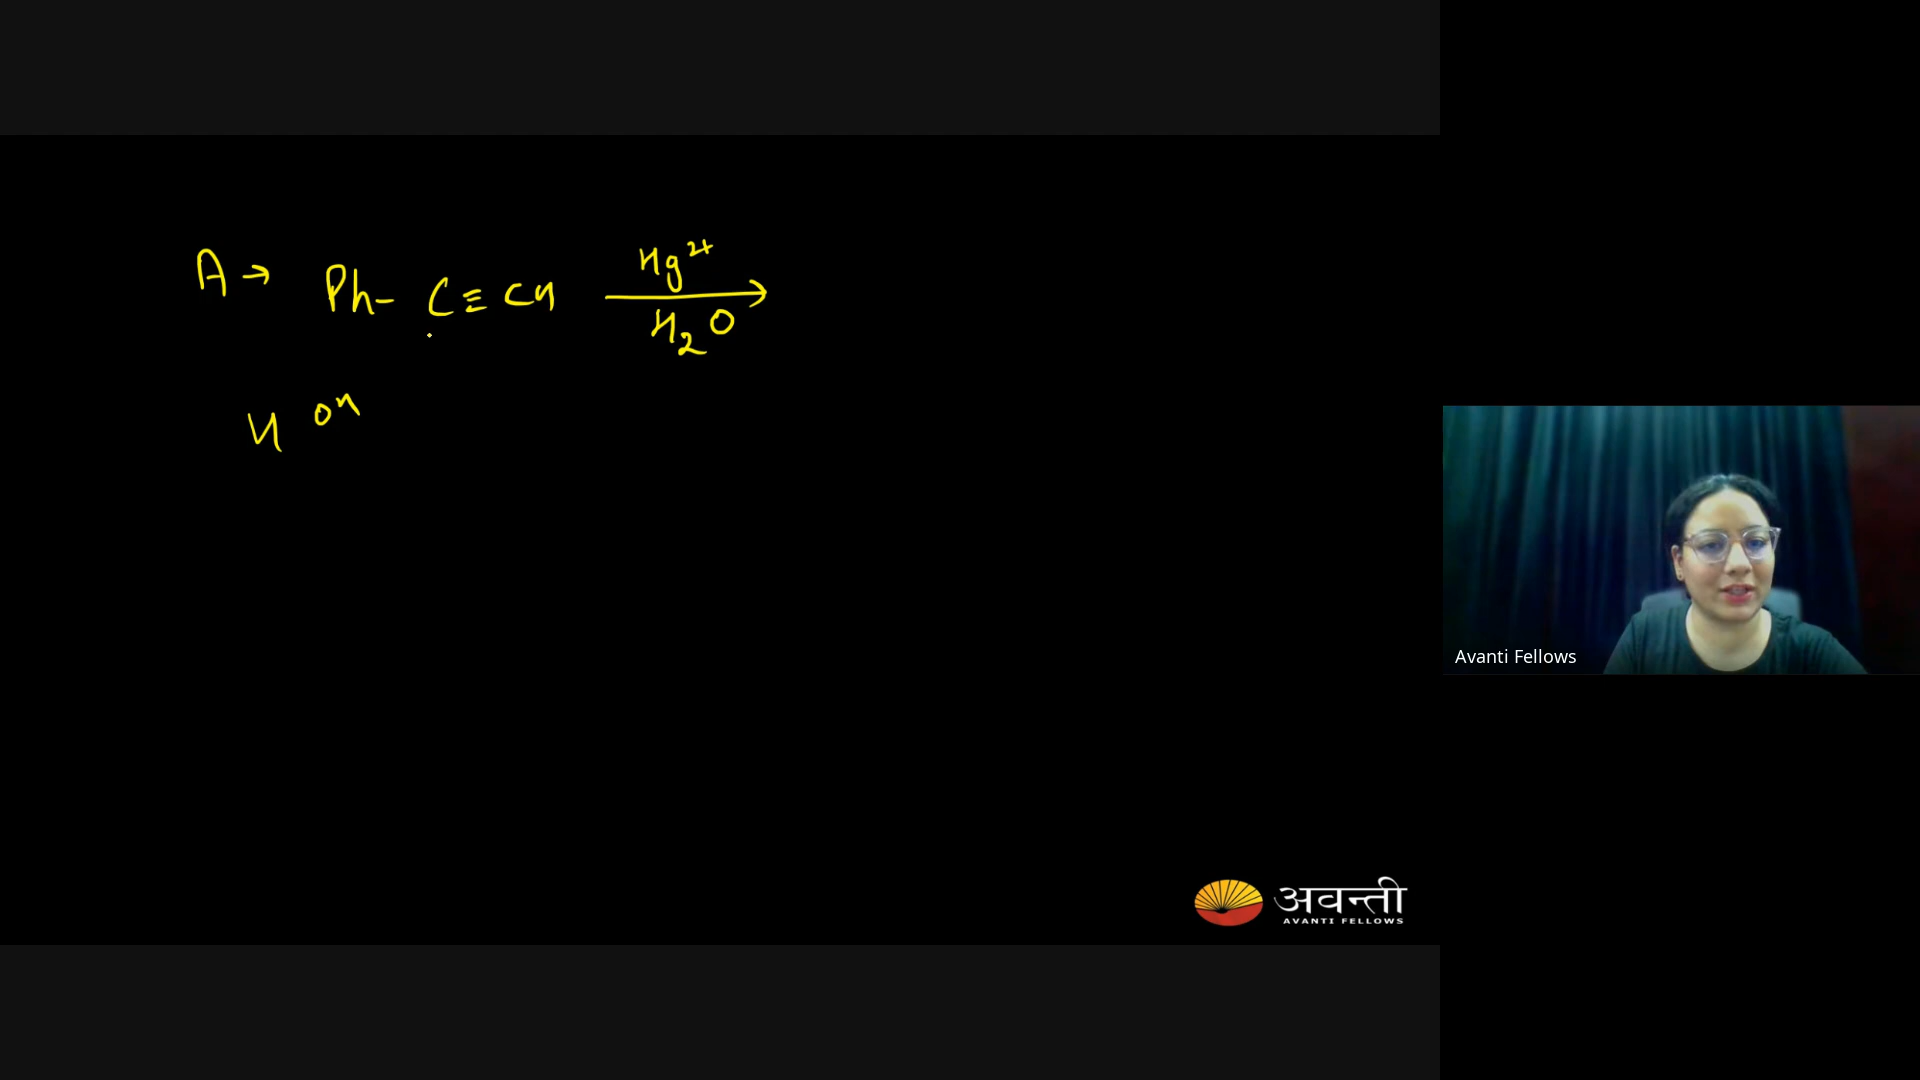 A → Ph- C≡CH Hg²⁺ H₂O
H OH
Avanti Fellows
अवन्ती
AVANTI FELLOWS